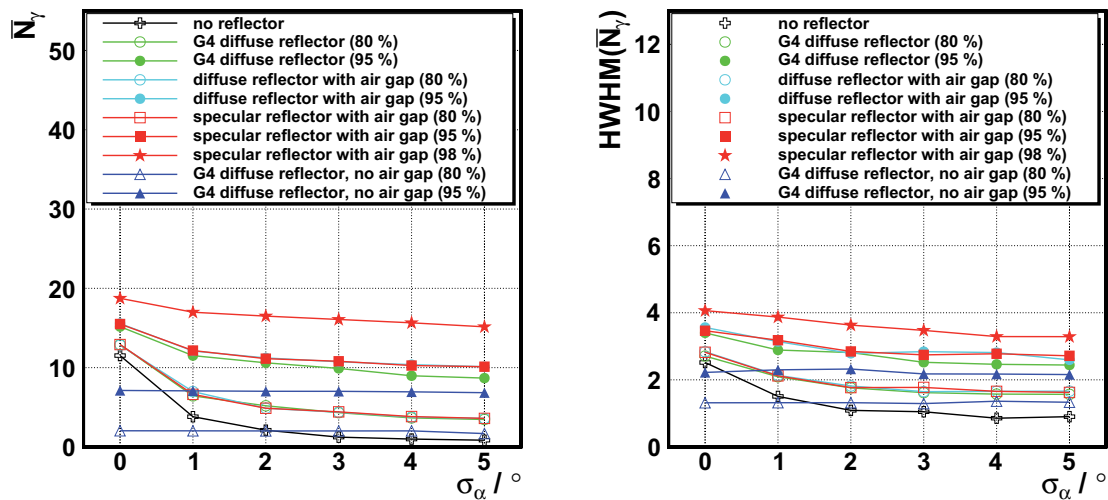 N̅γ
50
40
30
20
10
0
no reflector
G4 diffuse reflector (80 %)
G4 diffuse reflector (95 %)
diffuse reflector with air gap (80 %)
diffuse reflector with air gap (95 %)
specular reflector with air gap (80 %)
specular reflector with air gap (95 %)
specular reflector with air gap (98 %)
G4 diffuse reflector, no air gap (80 %)
G4 diffuse reflector, no air gap (95 %)
0 1 2 3 4 5
σα / °
HWHM(N̅γ)
12
10
8
6
4
2
0
no reflector
G4 diffuse reflector (80 %)
G4 diffuse reflector (95 %)
diffuse reflector with air gap (80 %)
diffuse reflector with air gap (95 %)
specular reflector with air gap (80 %)
specular reflector with air gap (95 %)
specular reflector with air gap (98 %)
G4 diffuse reflector, no air gap (80 %)
G4 diffuse reflector, no air gap (95 %)
0 1 2 3 4 5
σα / °